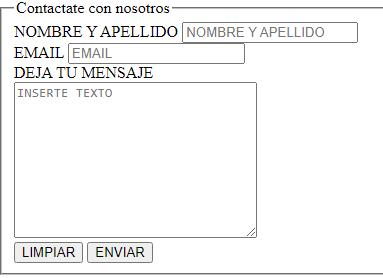 Contactate con nosotros
NOMBRE Y APELLIDO NOMBRE Y APELLIDO
EMAIL EMAIL
DEJA TU MENSAJE
INSERTE TEXTO
LIMPIAR ENVIAR